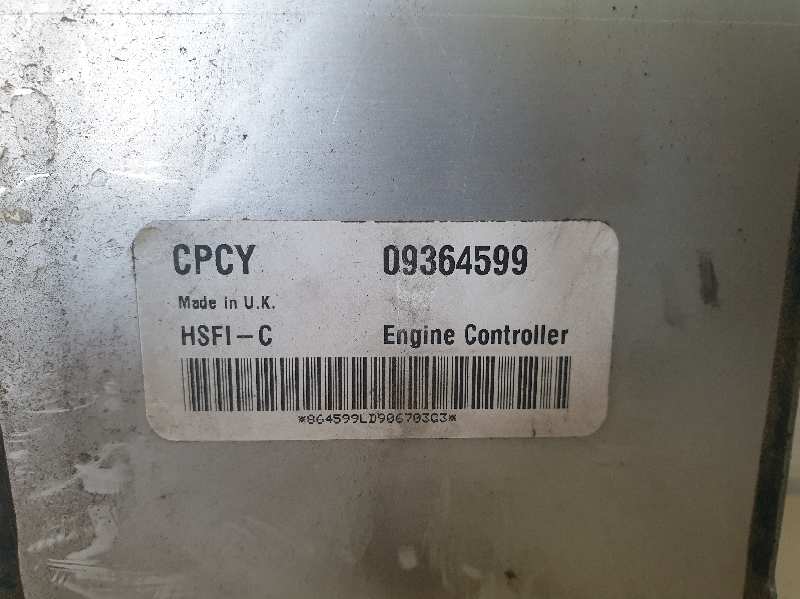 CPCY 09364599
Made in U.K.
HSFI-C Engine Controller
*864599LD906703G3*